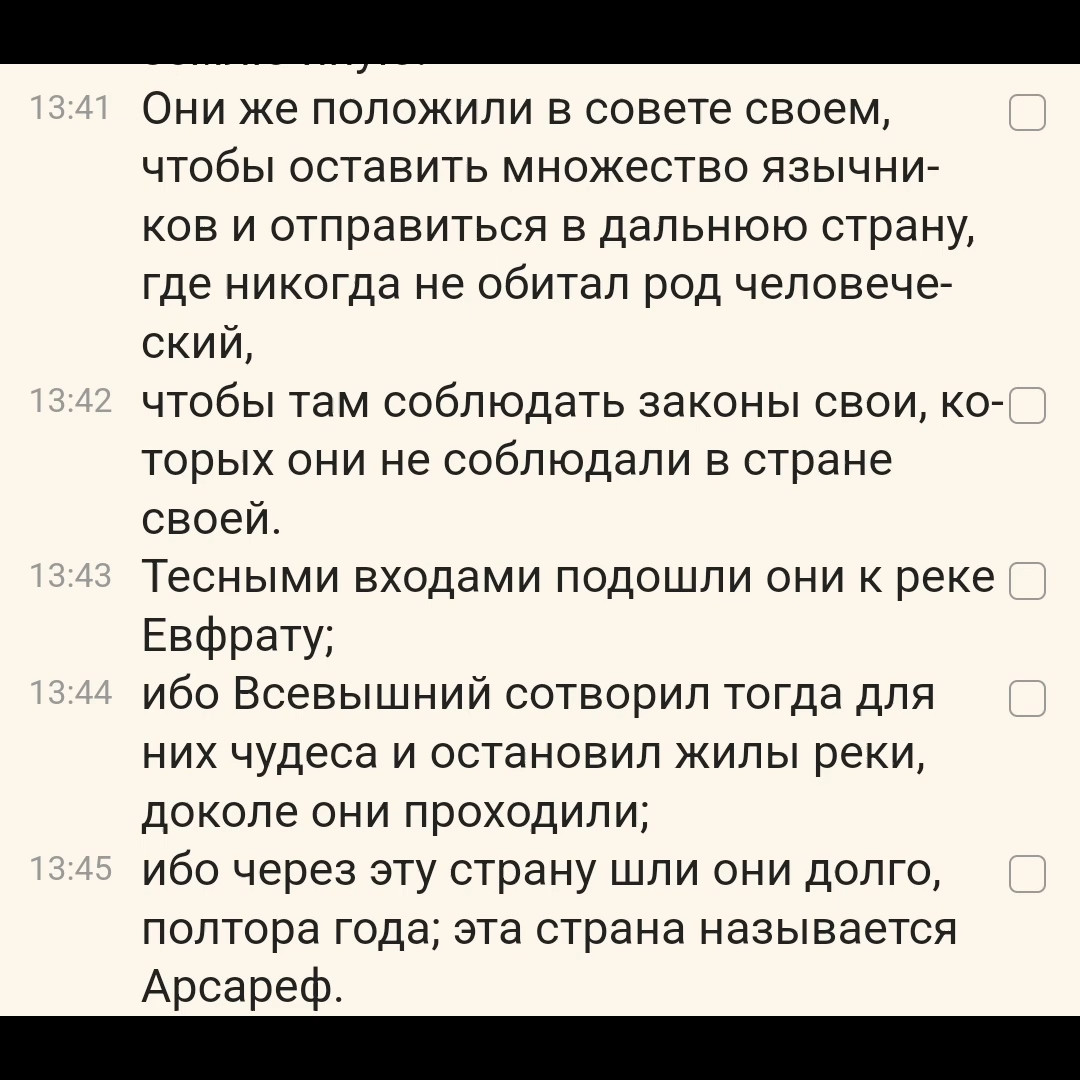 13:41 Они же положили в совете своем,
чтобы оставить множество язычни-
ков и отправиться в дальнюю страну,
где никогда не обитал род человече-
ский,
13:42 чтобы там соблюдать законы свои, ко-
торых они не соблюдали в стране
своей.
13:43 Тесными входами подошли они к реке
Евфрату;
13:44 ибо Всевышний сотворил тогда для
них чудеса и остановил жилы реки,
доколе они проходили;
13:45 ибо через эту страну шли они долго,
полтора года; эта страна называется
Арсареф.